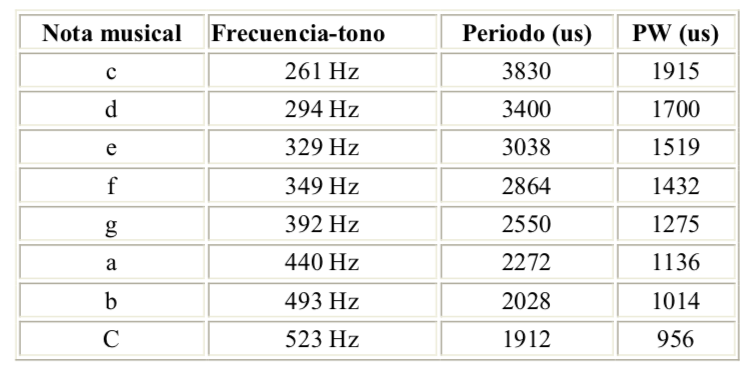 Nota musical Frecuencia-tono Periodo (us) PW (us)
c 261 Hz 3830 1915
d 294 Hz 3400 1700
e 329 Hz 3038 1519
f 349 Hz 2864 1432
g 392 Hz 2550 1275
a 440 Hz 2272 1136
b 493 Hz 2028 1014
C 523 Hz 1912 956